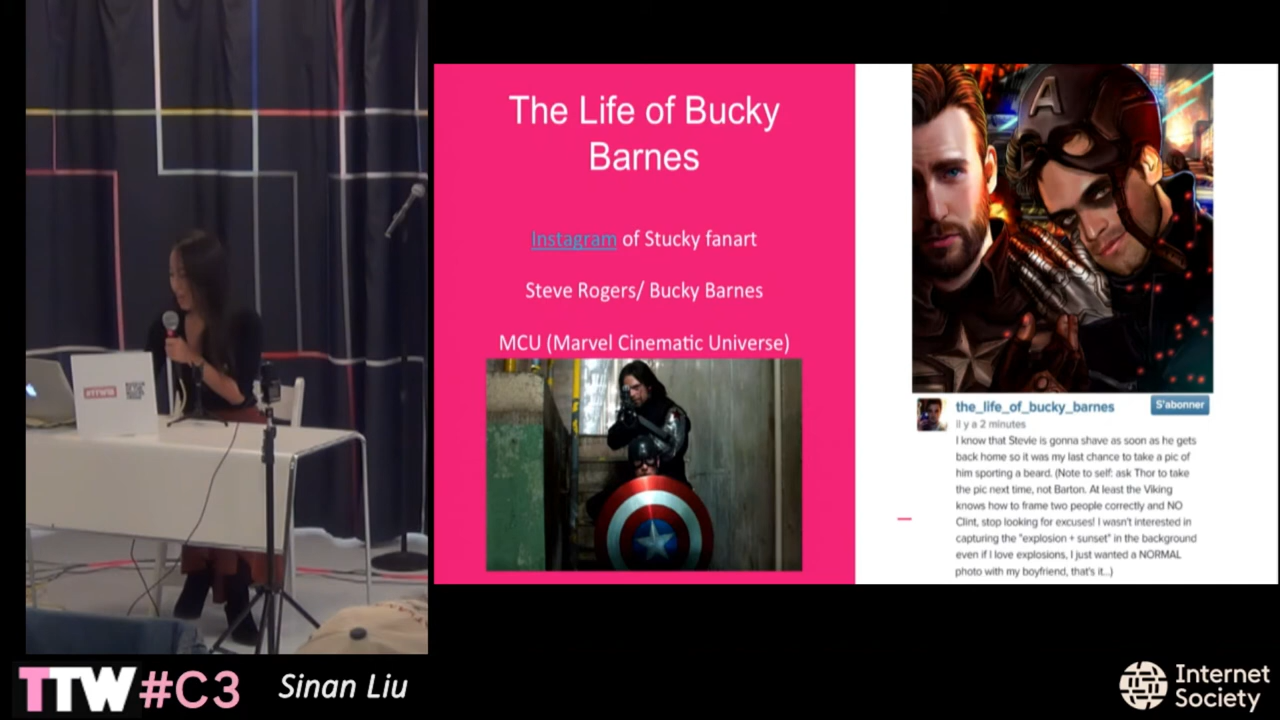 The Life of Bucky
Barnes
Instagram of Stucky fanart
Steve Rogers/ Bucky Barnes
MCU (Marvel Cinematic Universe)
A
the_life_of_bucky_barnes
S'abonner
Il y a 2 minutes
I know that Stevie is gonna shave as soon as he gets
back home so it was my last chance to take a pic of
him sporting a beard. (Note to self: ask Thor to take
the pic next time, not Barton. At least the Viking
knows how to frame two people correctly and NO
Clint, stop looking for excuses! I wasn't interested in
capturing the "explosion + sunset" in the background
even if I love explosions, I just wanted a NORMAL
photo with my boyfriend, that's it...)
TTW#C3
Sinan Liu
Internet
Society